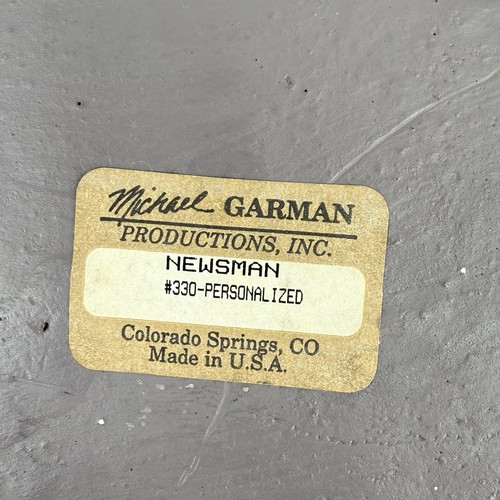 Michael GARMAN
PRODUCTIONS, INC.
NEWSMAN
#330-PERSONALIZED
Colorado Springs, CO
Made in U.S.A.